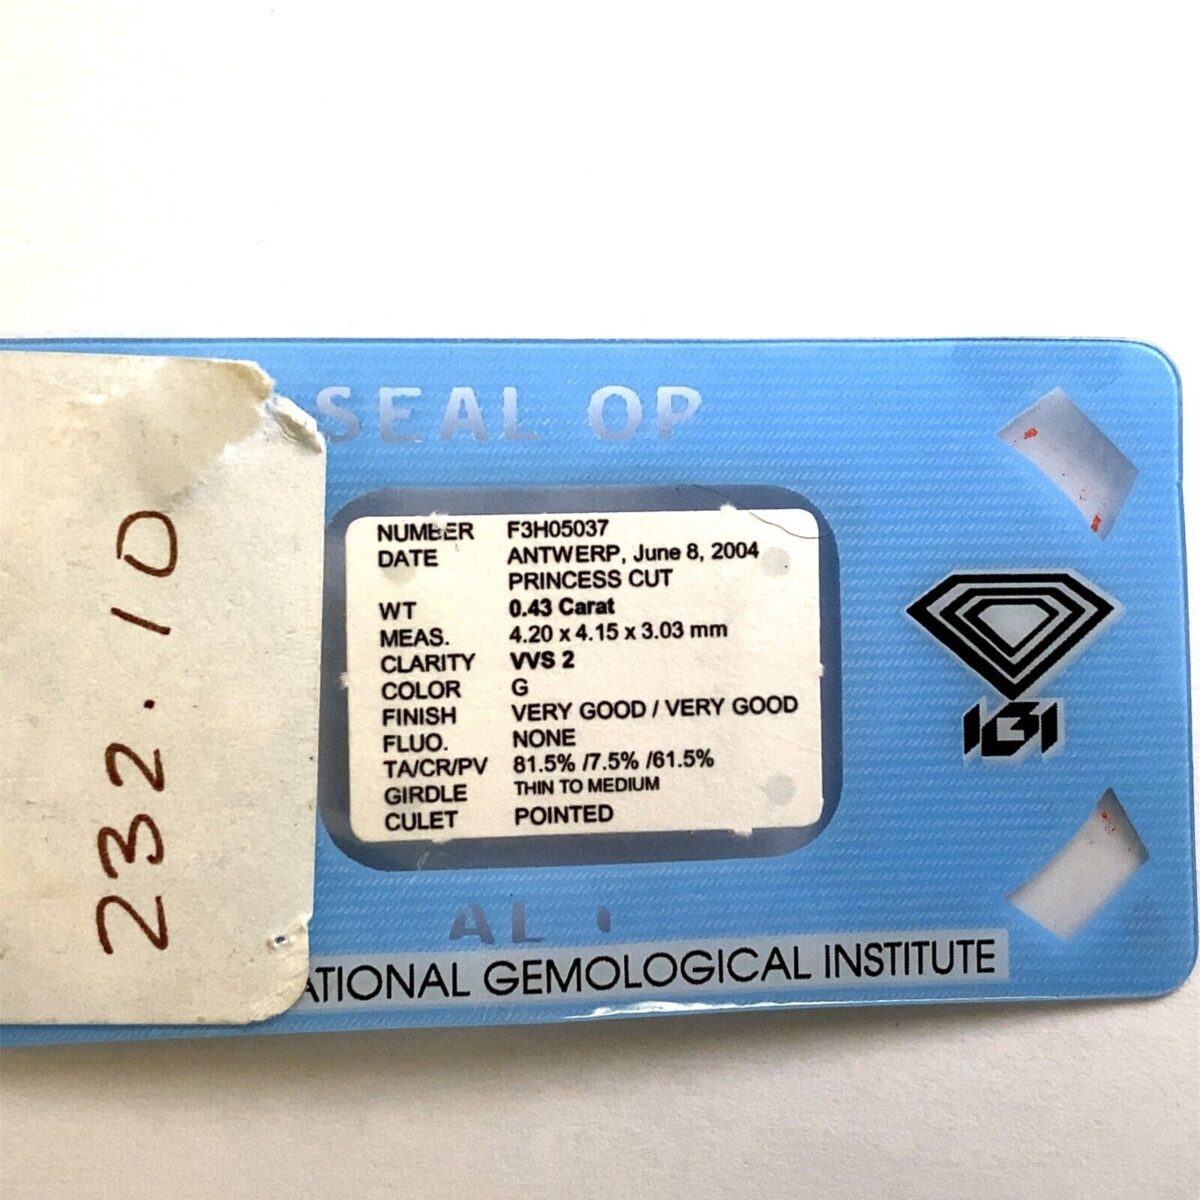 SEAL OP
232.10
NUMBER F3H05037
DATE ANTWERP, June 8, 2004
PRINCESS CUT
WT 0.43 Carat
MEAS. 4.20 x 4.15 x 3.03 mm
CLARITY VVS 2
COLOR G
FINISH VERY GOOD / VERY GOOD
FLUO. NONE
TA/CR/PV 81.5% /7.5% /61.5%
GIRDLE THIN TO MEDIUM
CULET POINTED
IGI
AL
ATIONAL GEMOLOGICAL INSTITUTE